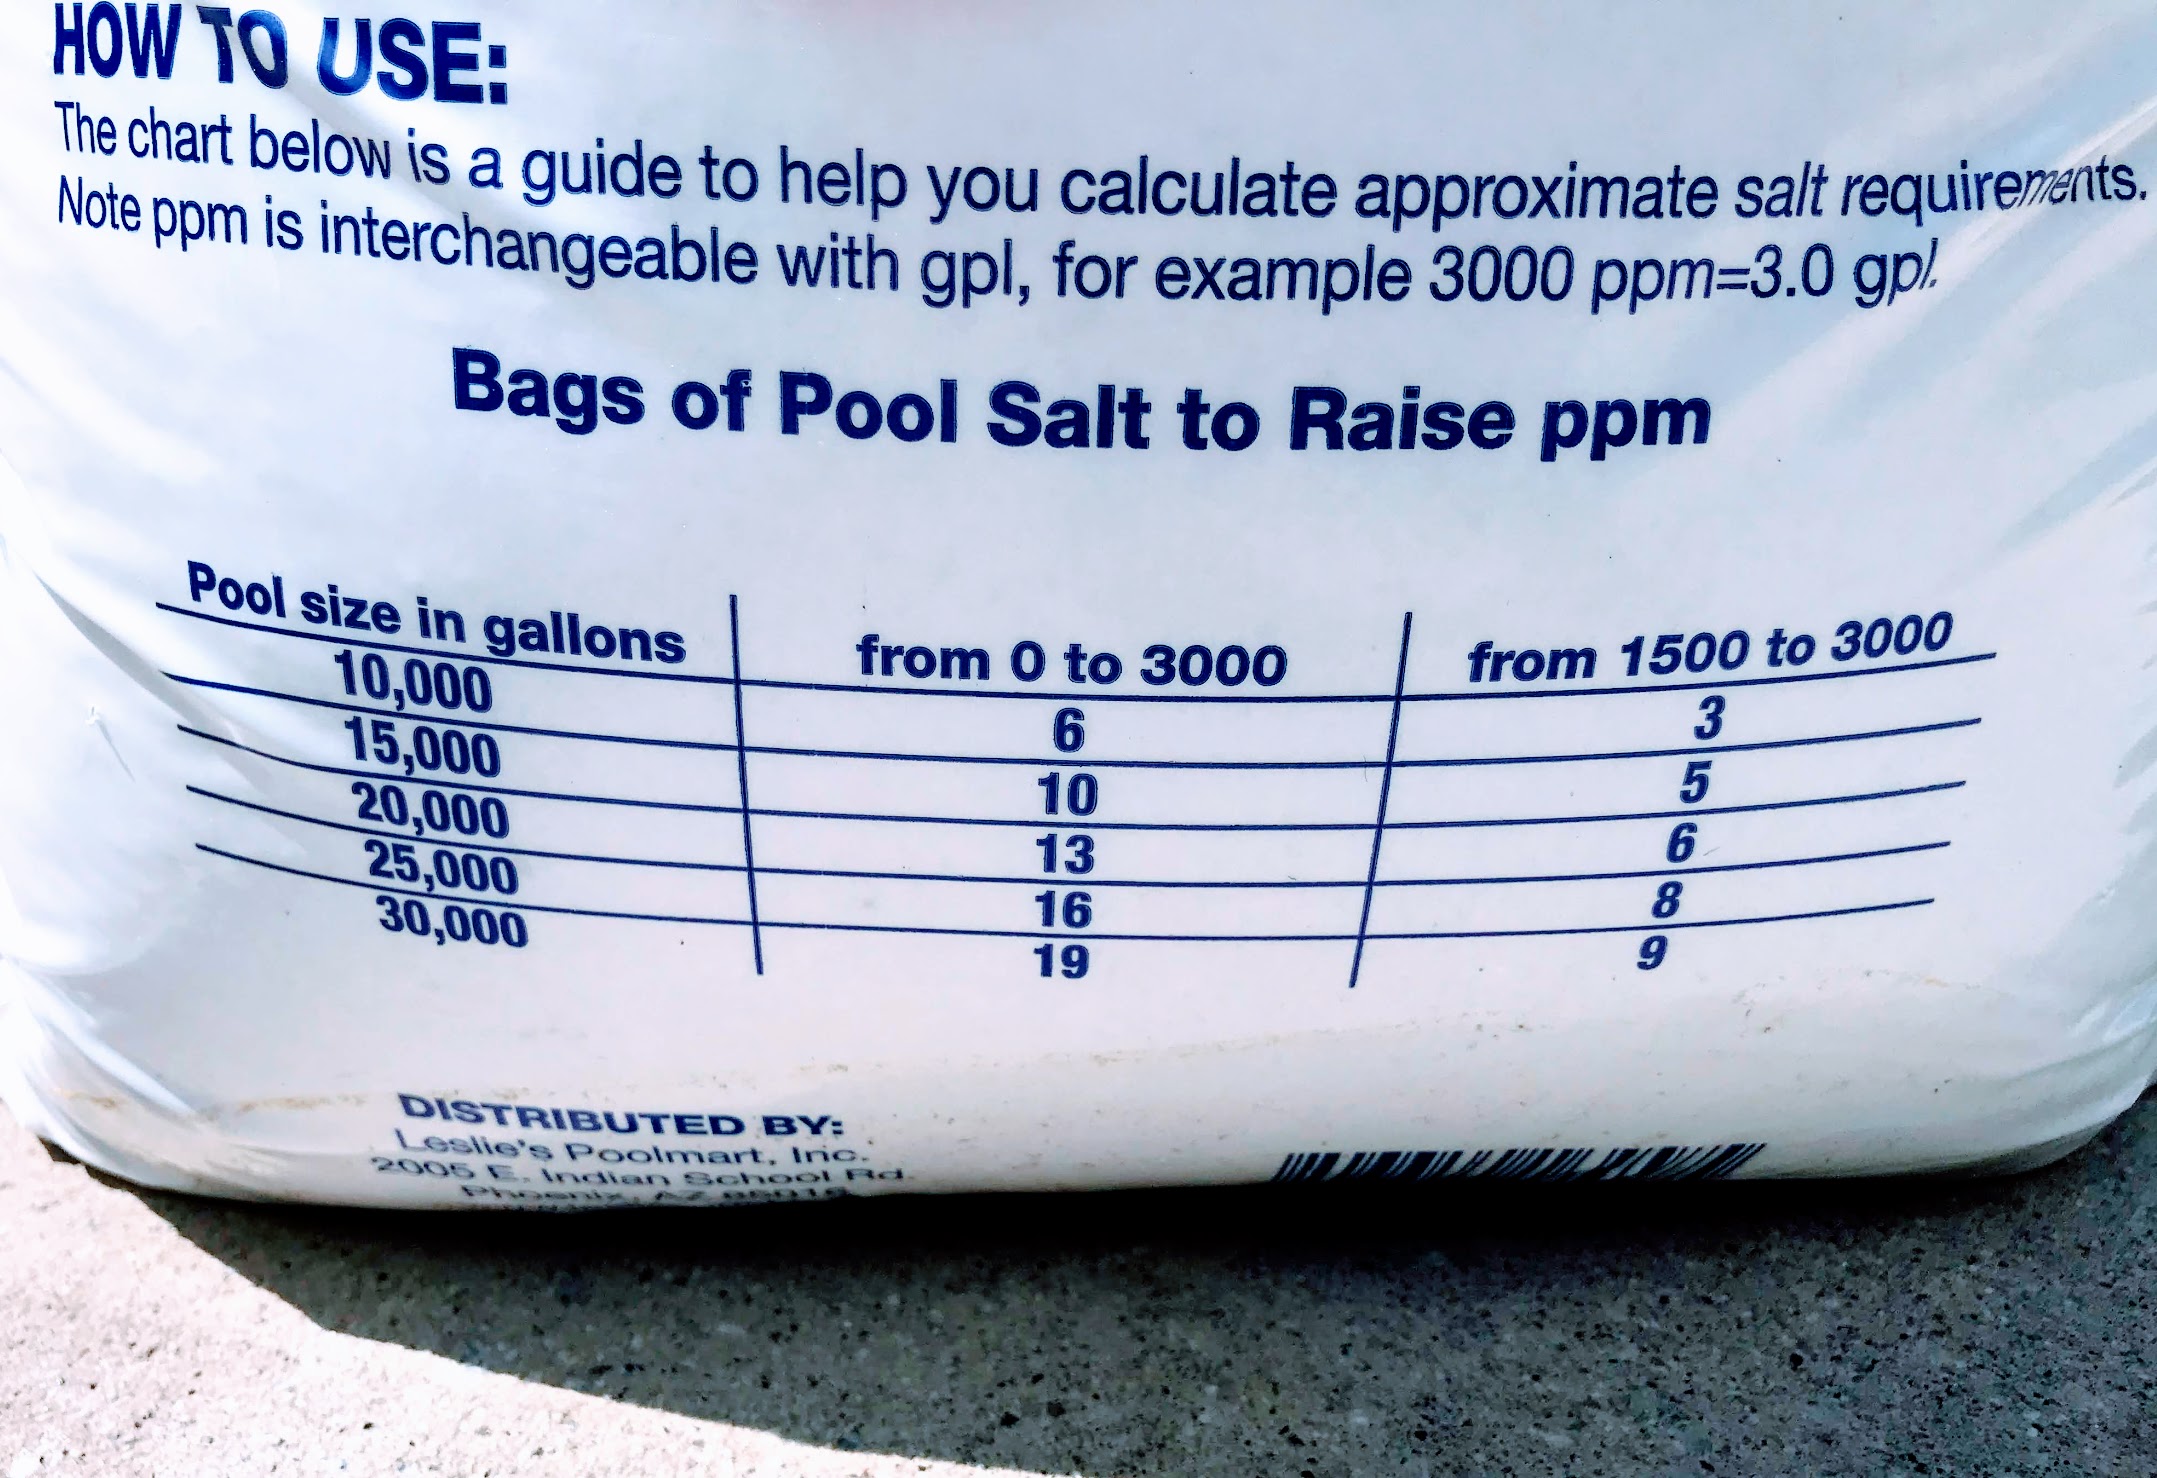 HOW TO USE:
The chart below is a guide to help you calculate approximate salt requirements.
Note ppm is interchangeable with gpl, for example 3000 ppm=3.0 gpl.
Bags of Pool Salt to Raise ppm
Pool size in gallons from 0 to 3000 from 1500 to 3000
10,000 6 3
15,000 10 5
20,000 13 6
25,000 16 8
30,000 19 9
DISTRIBUTED BY:
Leslie's Poolmart, Inc.
2005 E. Indian School Rd.
Phoenix, AZ